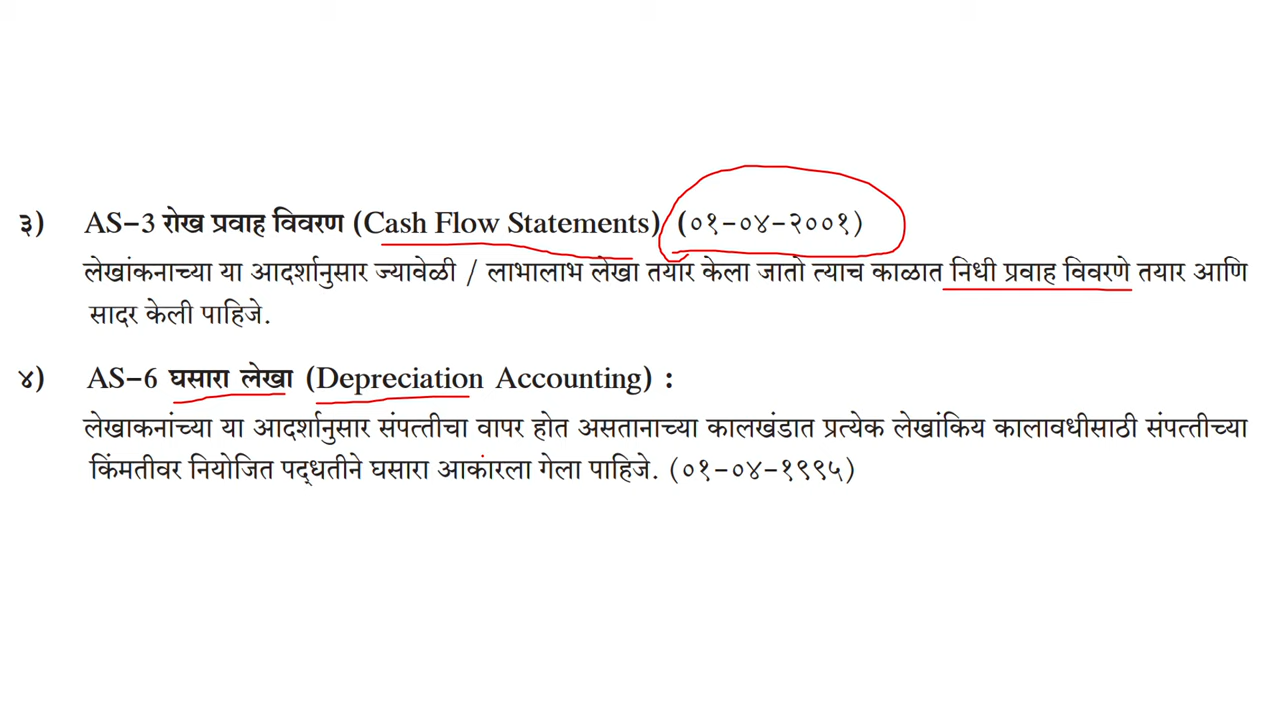 ३) AS-3 रोख प्रवाह विवरण (Cash Flow Statements) (०१-०४-२००१)
लेखांकनाच्या या आदर्शानुसार ज्यावेळी / लाभालाभ लेखा तयार केला जातो त्याच काळात निधी प्रवाह विवरणे तयार आणि
सादर केली पाहिजे.
४) AS-6 घसारा लेखा (Depreciation Accounting) :
लेखाकनांच्या या आदर्शानुसार संपत्तीचा वापर होत असतानाच्या कालखंडात प्रत्येक लेखांकिय कालावधीसाठी संपत्तीच्या
किंमतीवर नियोजित पद्धतीने घसारा आकारला गेला पाहिजे. (०१-०४-१९९५)